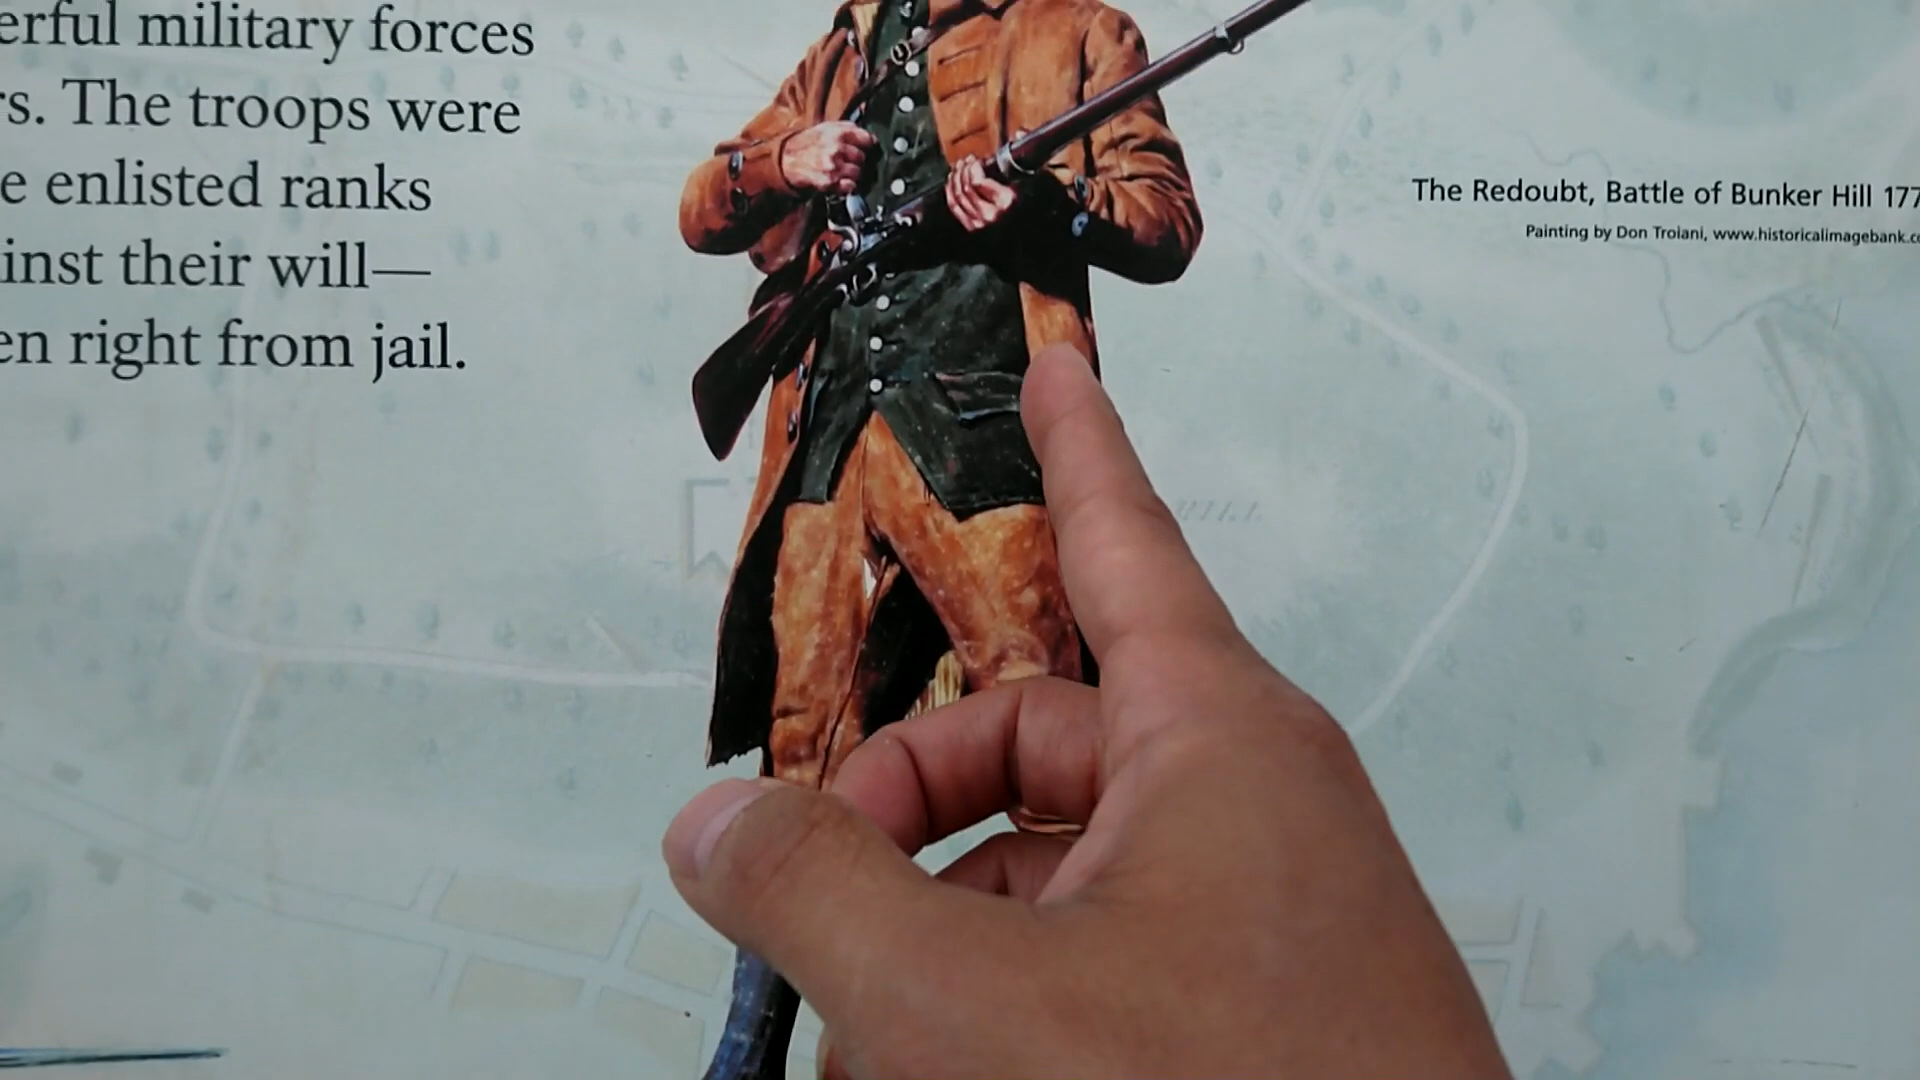 erful military forces
rs. The troops were
e enlisted ranks
inst their will—
en right from jail.
The Redoubt, Battle of Bunker Hill 177
Painting by Don Troiani, www.historicalimagebank.c